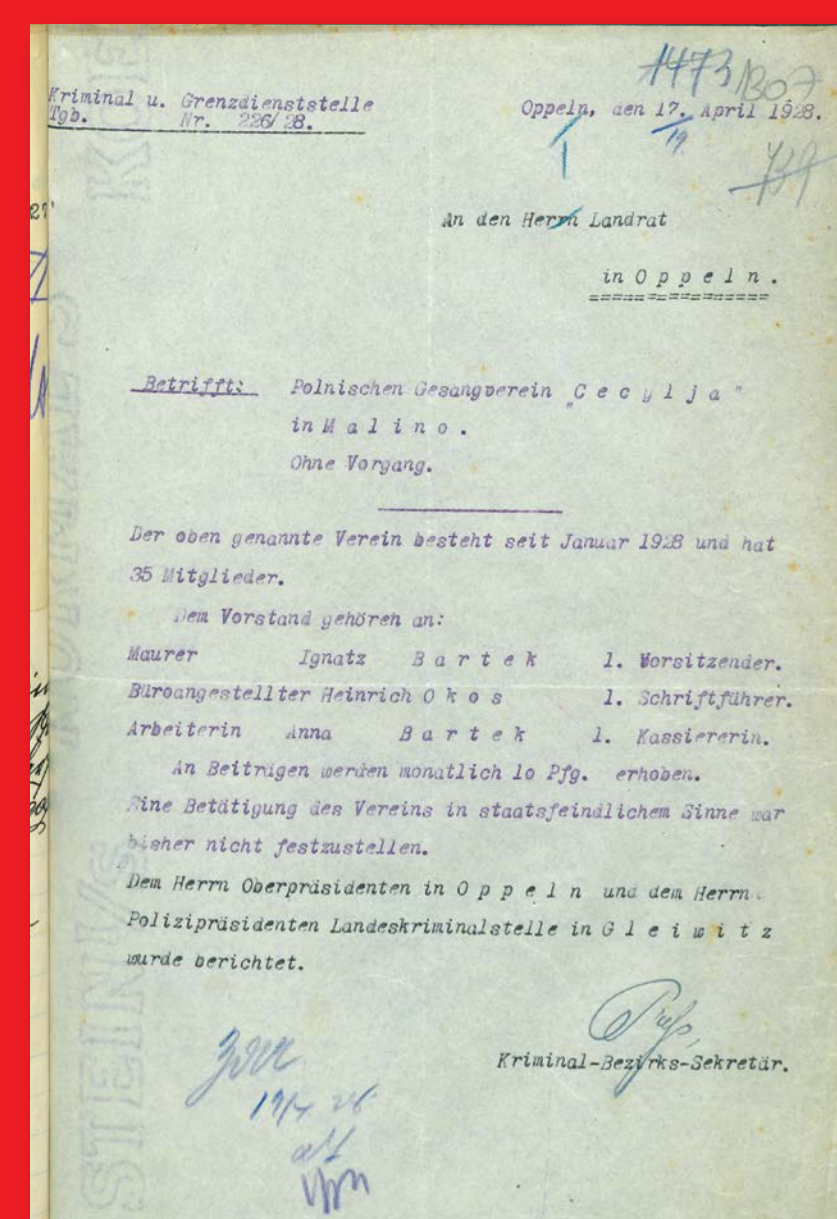 1473 1307
Kriminal u. Grenzdienststelle
Tgb. Nr. 226/28.
Oppeln, den 17. April 1928.
19.
739
An den Herrn Landrat
in O p p e l n .
Betrifft: Polnischen Gesangverein „C e c y l j a "
in M a l i n o .
Ohne Vorgang.
Der oben genannte Verein besteht seit Januar 1928 und hat
35 Mitglieder.
Dem Vorstand gehören an:
Maurer Ignatz B a r t e k 1. Vorsitzender.
Büroangestellter Heinrich O k o s 1. Schriftführer.
Arbeiterin Anna B a r t e k 1. Kassiererin.
An Beiträgen werden monatlich 10 Pfg. erhoben.
Eine Betätigung des Vereins in staatsfeindlichem Sinne war
bisher nicht festzustellen.
Dem Herrn Oberpräsidenten in O p p e l n und dem Herrn
Polizipräsidenten Landeskriminalstelle in G l e i w i t z
wurde berichtet.
Kriminal-Bezirks-Sekretär.